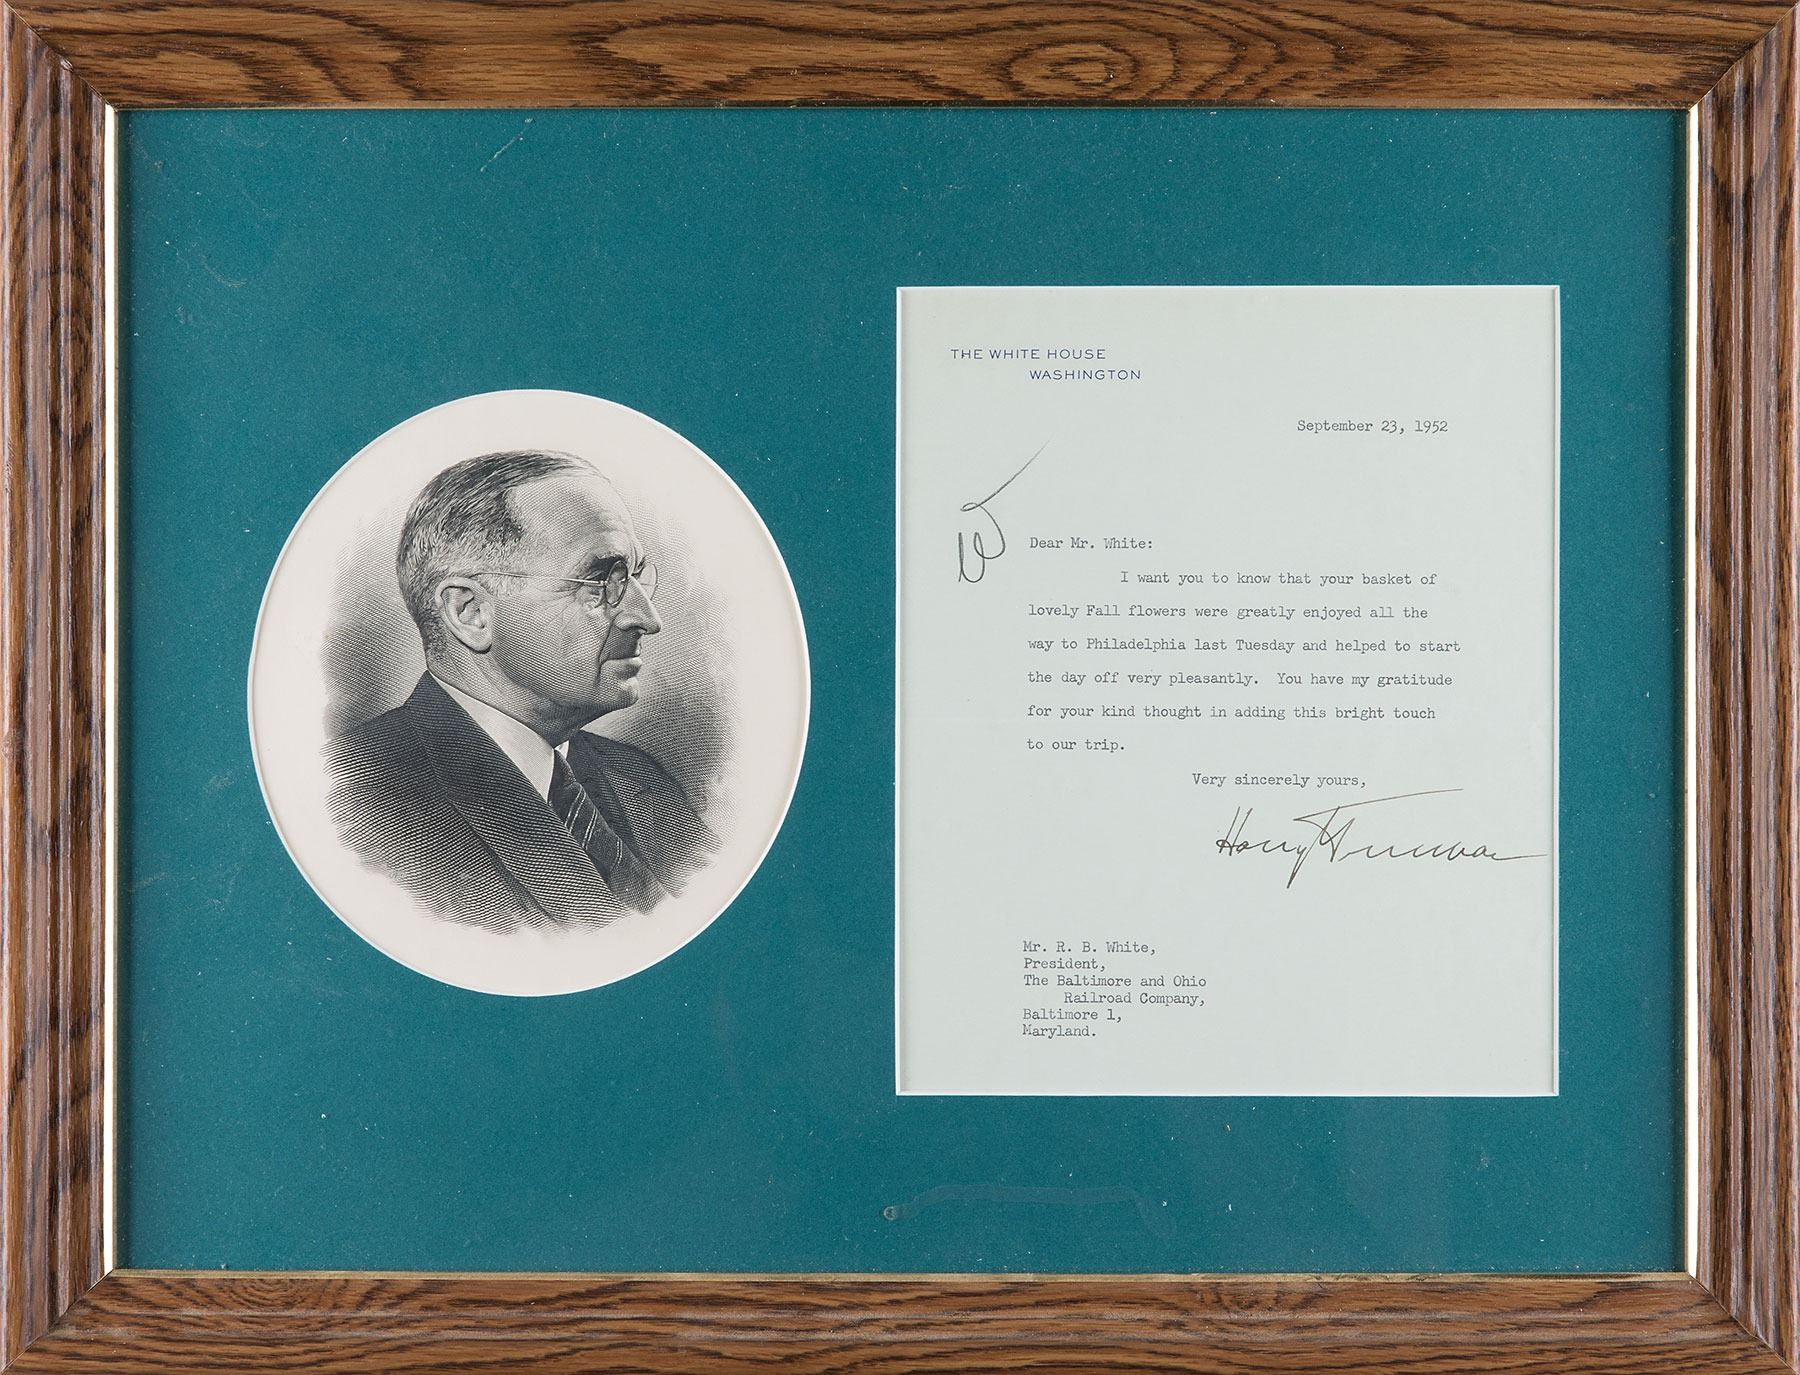 THE WHITE HOUSE
WASHINGTON
September 23, 1952
W
Dear Mr. White:
I want you to know that your basket of
lovely Fall flowers were greatly enjoyed all the
way to Philadelphia last Tuesday and helped to start
the day off very pleasantly. You have my gratitude
for your kind thought in adding this bright touch
to our trip.
Very sincerely yours,
Harry Truman
Mr. R. B. White,
President,
The Baltimore and Ohio
Railroad Company,
Baltimore 1,
Maryland.